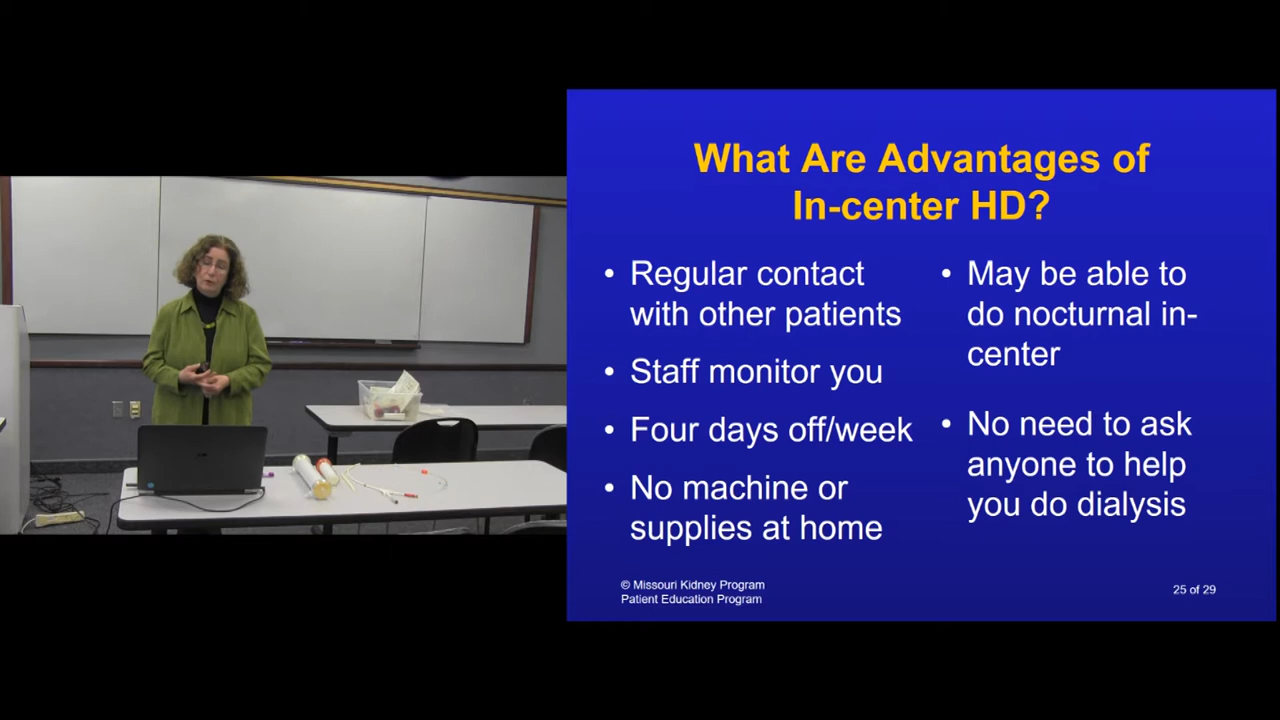 What Are Advantages of
In-center HD?
• Regular contact
with other patients
• Staff monitor you
• Four days off/week
• No machine or
supplies at home
• May be able to
do nocturnal in-
center
• No need to ask
anyone to help
you do dialysis
© Missouri Kidney Program
Patient Education Program
25 of 29